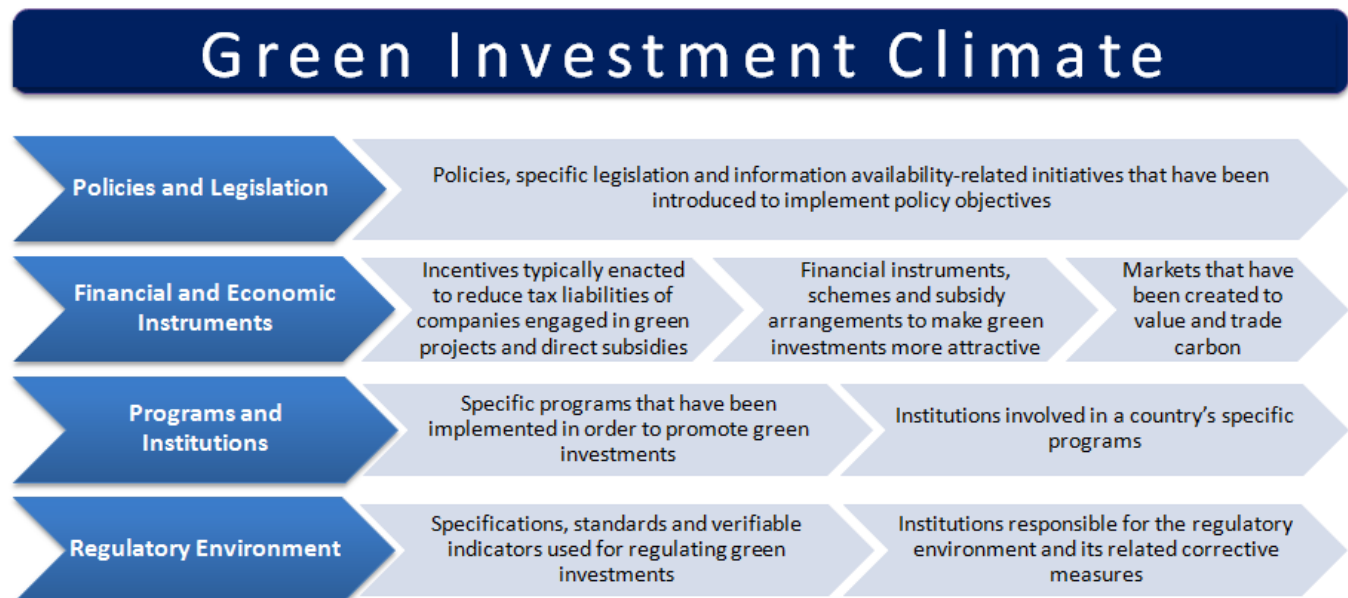 Green Investment Climate
Policies and Legislation
Policies, specific legislation and information availability-related initiatives that have been
introduced to implement policy objectives
Financial and Economic
Instruments
Incentives typically enacted
to reduce tax liabilities of
companies engaged in green
projects and direct subsidies
Financial instruments,
schemes and subsidy
arrangements to make green
investments more attractive
Markets that have
been created to
value and trade
carbon
Programs and
Institutions
Specific programs that have been
implemented in order to promote green
investments
Institutions involved in a country’s specific
programs
Regulatory Environment
Specifications, standards and verifiable
indicators used for regulating green
investments
Institutions responsible for the regulatory
environment and its related corrective
measures